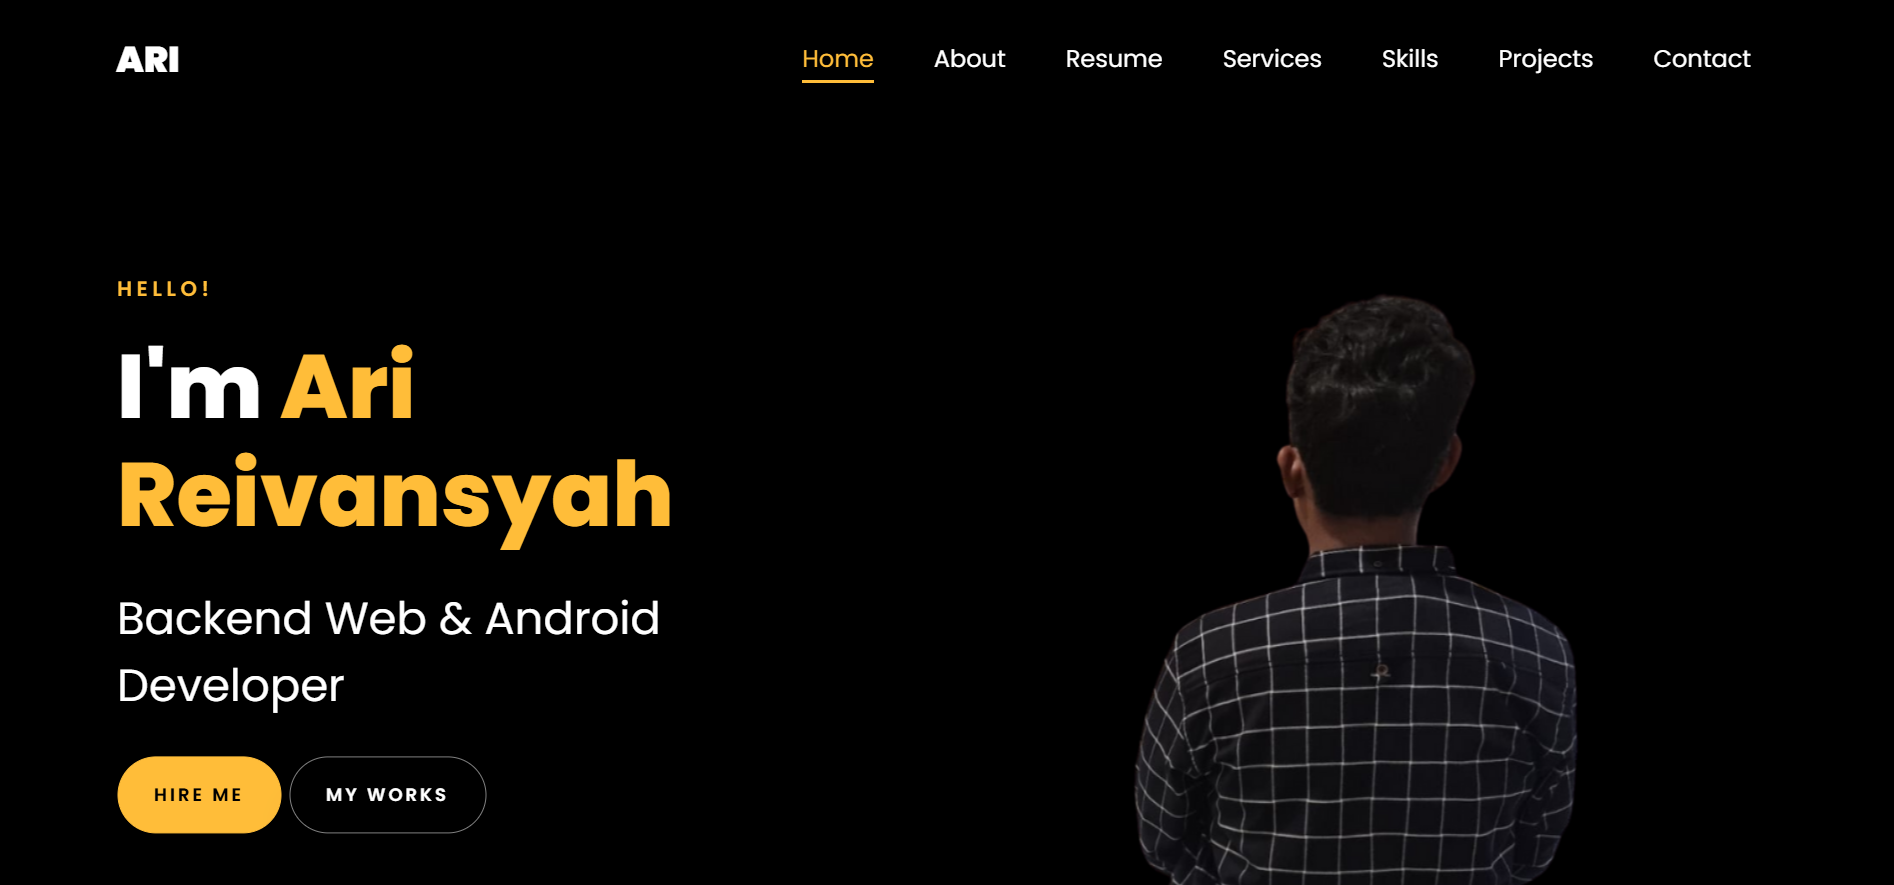 ARI
Home About Resume Services Skills Projects Contact
HELLO!
I'm Ari
Reivansyah
Backend Web & Android
Developer
HIRE ME
MY WORKS